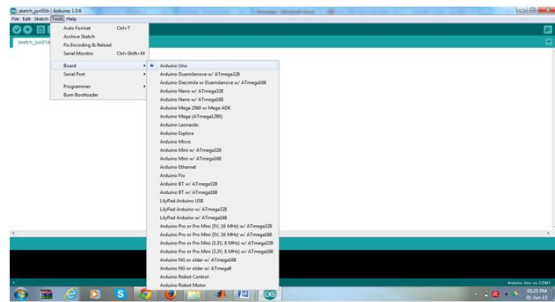 sketch_jun01b | Arduino 1.0.6
File Edit Sketch Tools Help
Auto Format Ctrl+T
Archive Sketch
Fix Encoding & Reload
Serial Monitor Ctrl+Shift+M
Board
Serial Port
Programmer
Burn Bootloader
Arduino Uno
Arduino Duemilanove w/ ATmega328
Arduino Diecimila or Duemilanove w/ ATmega168
Arduino Nano w/ ATmega328
Arduino Nano w/ ATmega168
Arduino Mega 2560 or Mega ADK
Arduino Mega (ATmega1280)
Arduino Leonardo
Arduino Esplora
Arduino Micro
Arduino Mini w/ ATmega328
Arduino Mini w/ ATmega168
Arduino Ethernet
Arduino Fio
Arduino BT w/ ATmega328
Arduino BT w/ ATmega168
LilyPad Arduino USB
LilyPad Arduino w/ ATmega328
LilyPad Arduino w/ ATmega168
Arduino Pro or Pro Mini (5V, 16 MHz) w/ ATmega328
Arduino Pro or Pro Mini (5V, 16 MHz) w/ ATmega168
Arduino Pro or Pro Mini (3.3V, 8 MHz) w/ ATmega328
Arduino Pro or Pro Mini (3.3V, 8 MHz) w/ ATmega168
Arduino NG or older w/ ATmega168
Arduino NG or older w/ ATmega8
Arduino Robot Control
Arduino Robot Motor